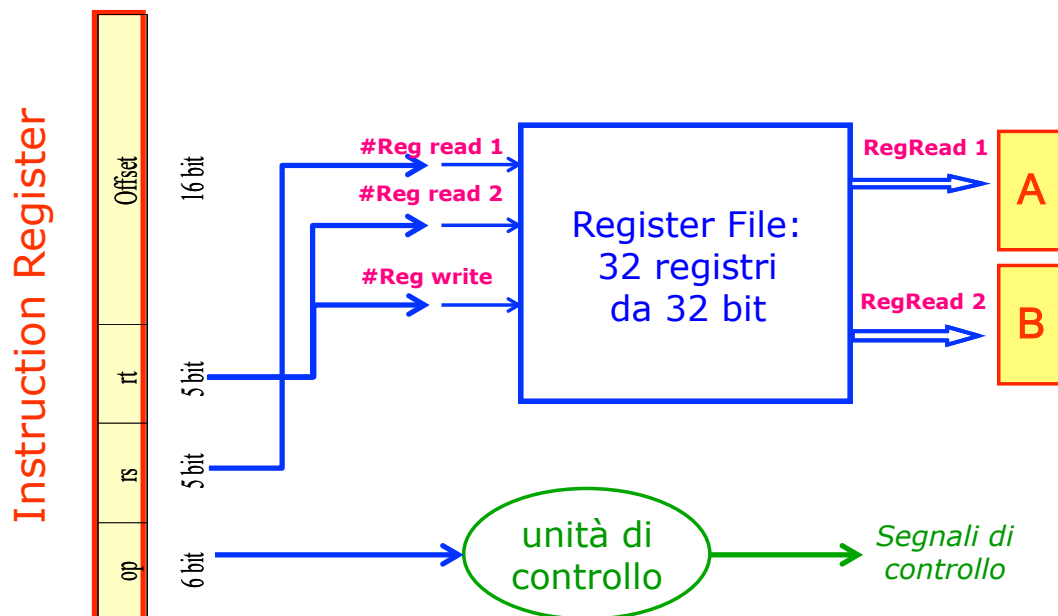 Instruction Register
Offset
16 bit
rt
5 bit
rs
5 bit
op
6 bit
#Reg read 1
#Reg read 2
#Reg write
Register File:
32 registri
da 32 bit
RegRead 1
A
RegRead 2
B
unità di
controllo
Segnali di
controllo